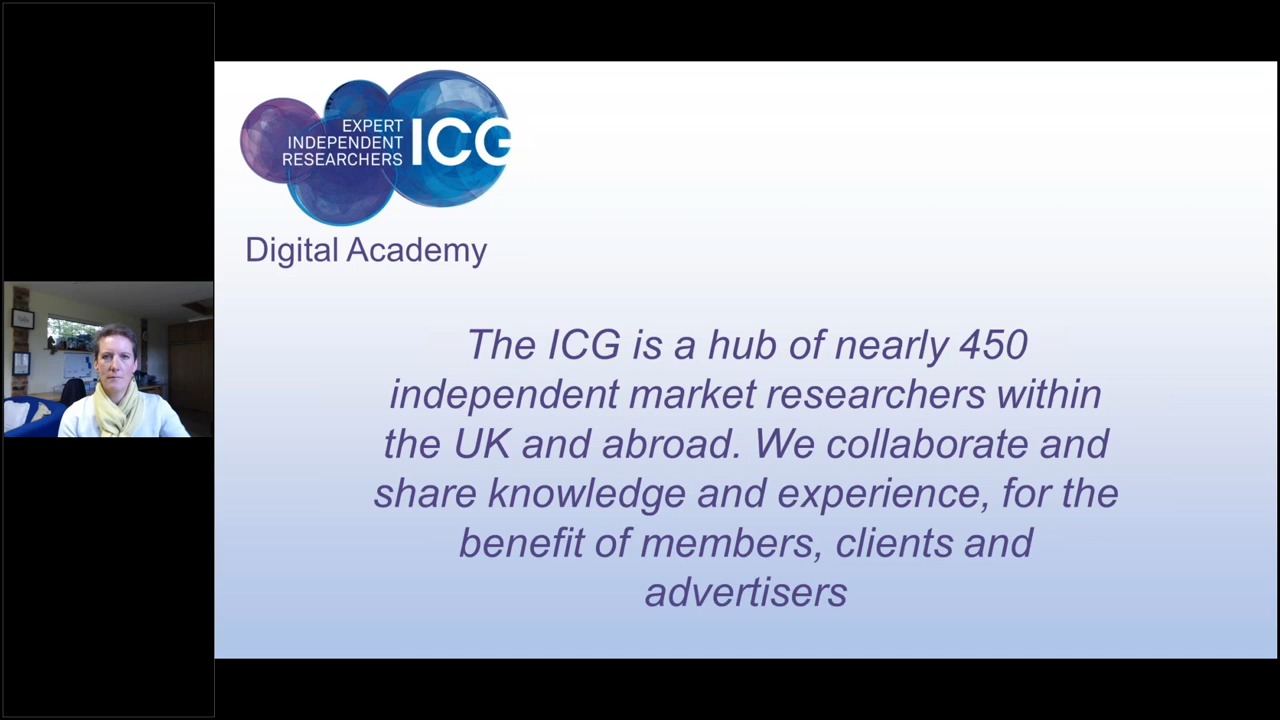 EXPERT
INDEPENDENT
RESEARCHERS
ICG
Digital Academy
The ICG is a hub of nearly 450
independent market researchers within
the UK and abroad. We collaborate and
share knowledge and experience, for the
benefit of members, clients and
advertisers